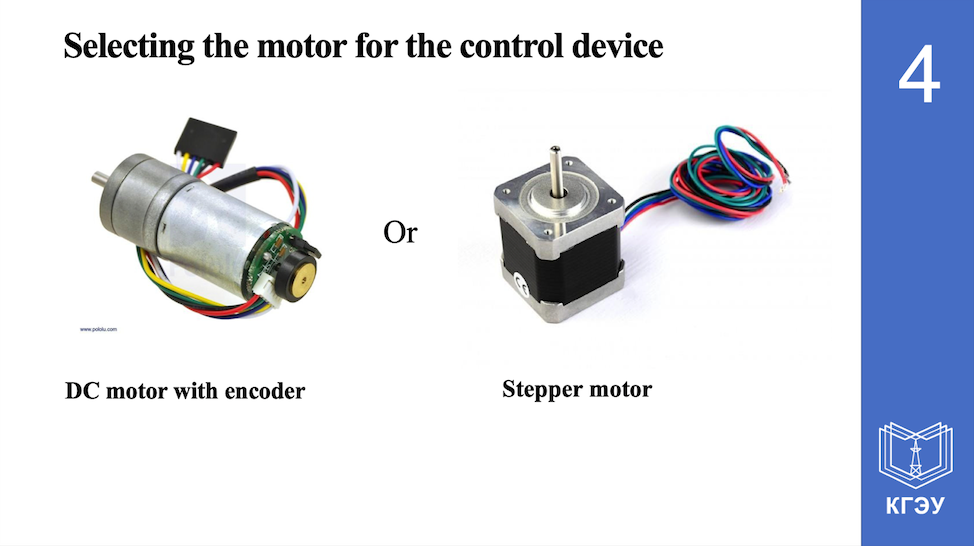 Selecting the motor for the control device
4
Or
www.pololu.com
DC motor with encoder
Stepper motor
КГЭУ